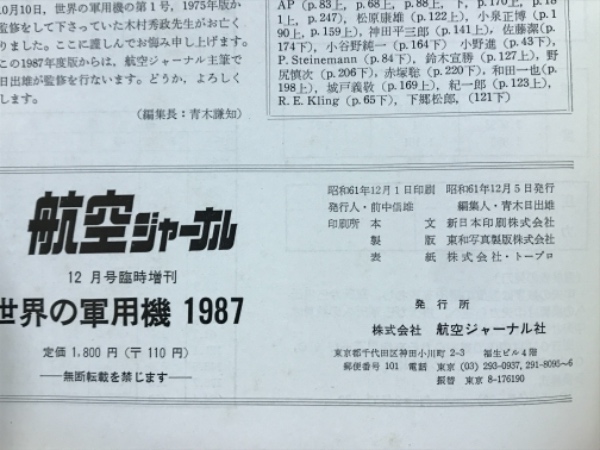 10月10日、世界の軍用機の第1号，1975年版か
監修をして下さっていた木村秀政先生がお亡く
りました。ここに謹しんでお悔み申し上げます。
この1987年度版からは、航空ジャーナル主筆で
日出雄が監修を行ないます。どうか，よろしく
します。
（編集長：青木謙知）
AP (p.83上, p.68上, p.88上, 下, p.170上, p.18
1上, p.247), 松原康雄 (p.122上), 小泉正博 (p.1
90上, p.159上), 神田平三郎 (p.141上), 佐藤潔(p.
174下), 小谷野純一 (p.164下) 小野進 (p.43下),
P. Steinemann (p.84下), 鈴木宜勝 (p.127上), 野
尻慎次 (p.206下), 赤塚聡 (p.220下), 和田一也(p.
198上), 城戸義敬 (p.169上), 紀一郎 (p.123上),
R. E. Kling (p.65下), 下郷松郎, (121下)
航空ジャーナル
12 月号臨時増刊
世界の軍用機 1987
定価 1,800 円 (〒110 円)
――無断転載を禁じます――
昭和61年12月1日印刷 昭和61年12月5日発行
発行人・前中信雄 編集人・青木日出雄
印刷所 本 文 新日本印刷株式会社
製 版 東和写真製版株式会社
表 紙 株式会社・トープロ
発 行 所
株式会社 航空ジャーナル社
東京都千代田区神田小川町 2-3 福生ビル4階
郵便番号 101 電話 東京 (03) 293-0937, 291-8095~6
振替 東京 8-176190